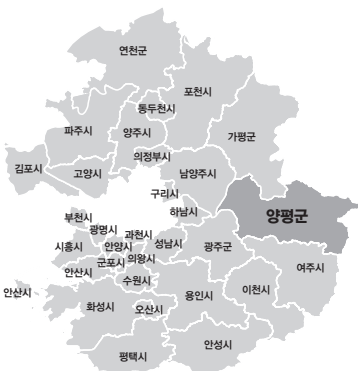 연천군
포천시
동두천시
파주시
양주시
가평군
의정부시
김포시
고양시
남양주시
구리시
하남시
양평군
부천시
광명시
과천시
시흥시
안양시
성남시
광주군
군포시
의왕시
안산시
수원시
여주시
안산시
화성시
오산시
용인시
이천시
평택시
안성시